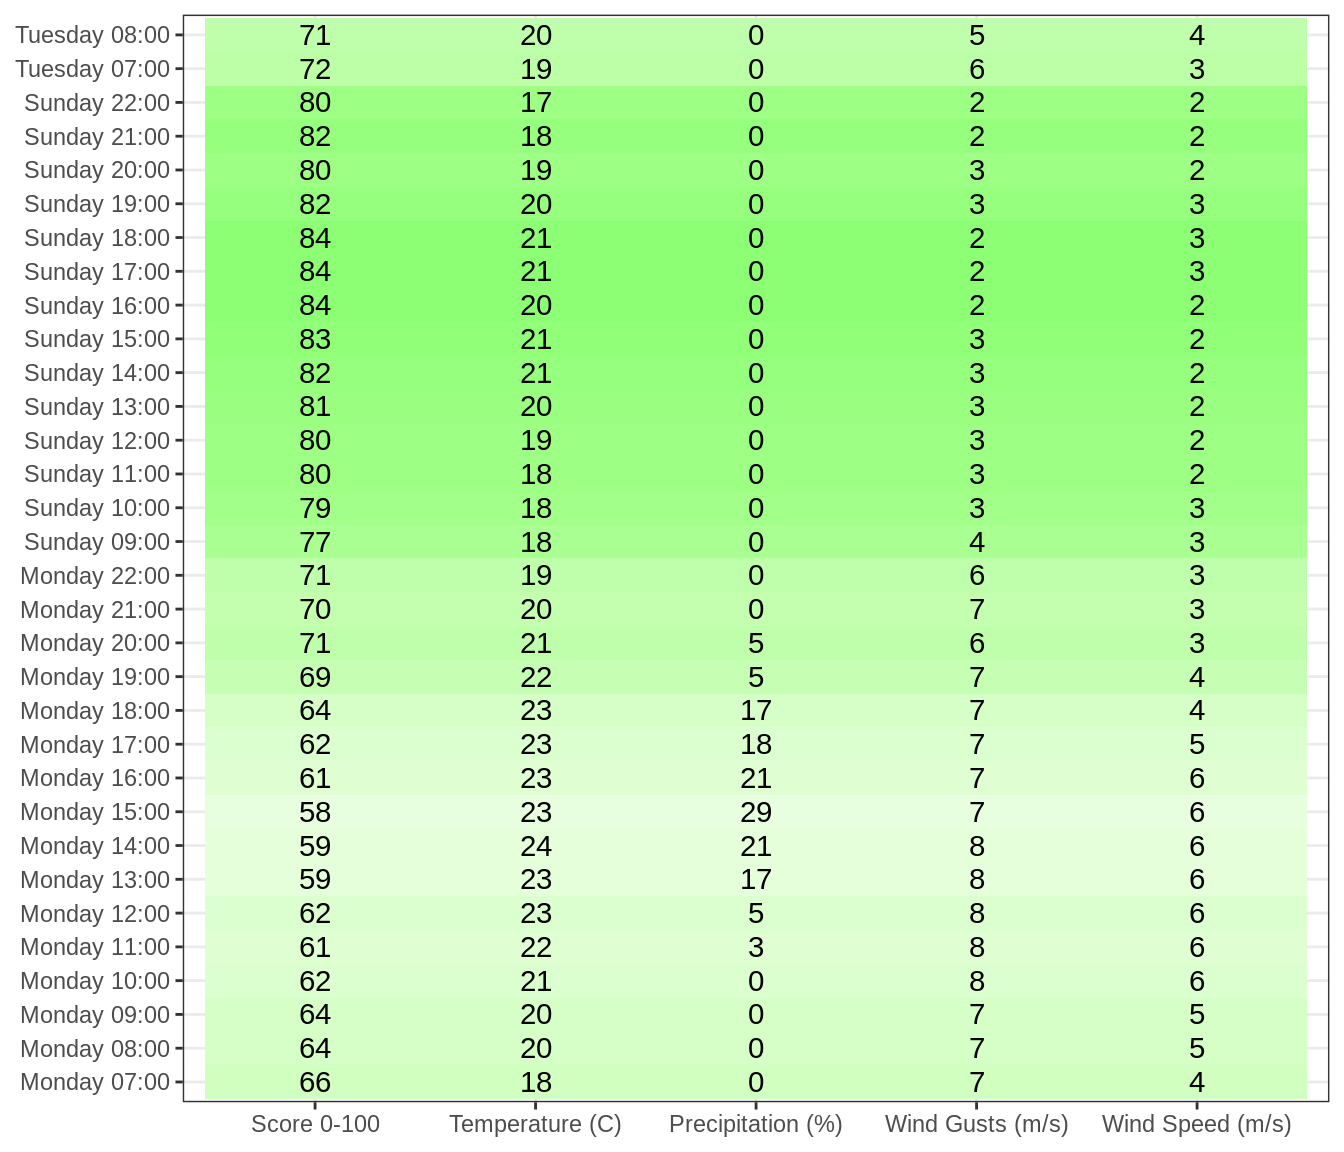 Tuesday 08:00 71 20 0 5 4
Tuesday 07:00 72 19 0 6 3
Sunday 22:00 80 17 0 2 2
Sunday 21:00 82 18 0 2 2
Sunday 20:00 80 19 0 3 2
Sunday 19:00 82 20 0 3 3
Sunday 18:00 84 21 0 2 3
Sunday 17:00 84 21 0 2 3
Sunday 16:00 84 20 0 2 2
Sunday 15:00 83 21 0 3 2
Sunday 14:00 82 21 0 3 2
Sunday 13:00 81 20 0 3 2
Sunday 12:00 80 19 0 3 2
Sunday 11:00 80 18 0 3 2
Sunday 10:00 79 18 0 3 3
Sunday 09:00 77 18 0 4 3
Monday 22:00 71 19 0 6 3
Monday 21:00 70 20 0 7 3
Monday 20:00 71 21 5 6 3
Monday 19:00 69 22 5 7 4
Monday 18:00 64 23 17 7 4
Monday 17:00 62 23 18 7 5
Monday 16:00 61 23 21 7 6
Monday 15:00 58 23 29 7 6
Monday 14:00 59 24 21 8 6
Monday 13:00 59 23 17 8 6
Monday 12:00 62 23 5 8 6
Monday 11:00 61 22 3 8 6
Monday 10:00 62 21 0 8 6
Monday 09:00 64 20 0 7 5
Monday 08:00 64 20 0 7 5
Monday 07:00 66 18 0 7 4
Score 0-100 Temperature (C) Precipitation (%) Wind Gusts (m/s) Wind Speed (m/s)